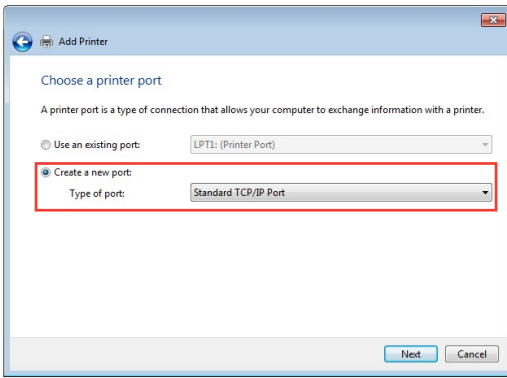 Add Printer
Choose a printer port
A printer port is a type of connection that allows your computer to exchange information with a printer.
Use an existing port: LPT1: (Printer Port)
Create a new port:
Type of port: Standard TCP/IP Port
Next Cancel